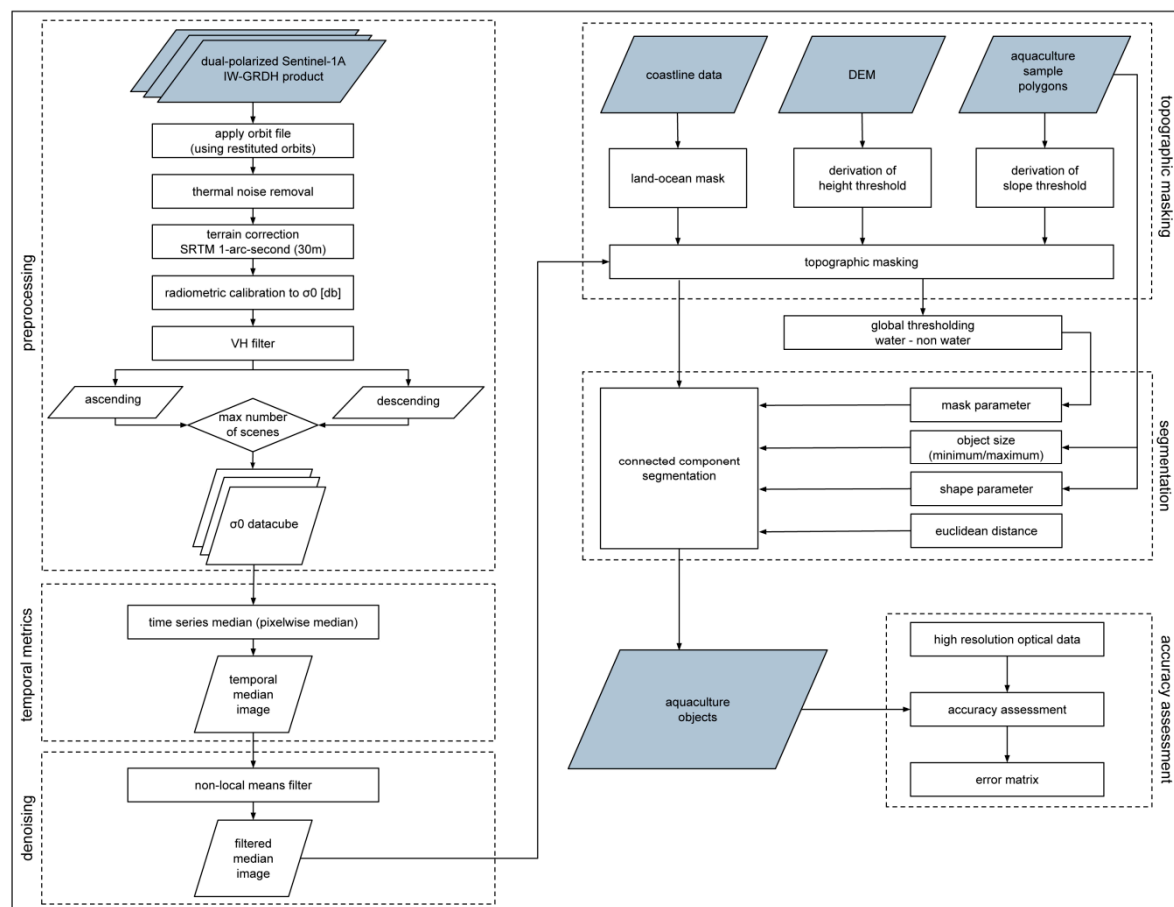 dual-polarized Sentinel-1A
IW-GRDH product
apply orbit file
(using restituted orbits)
thermal noise removal
terrain correction
SRTM 1-arc-second (30m)
radiometric calibration to σ0 [db]
VH filter
ascending
descending
max number
of scenes
σ0 datacube
preprocessing
time series median (pixelwise median)
temporal
median
image
temporal metrics
non-local means filter
filtered
median
image
denoising
coastline data
DEM
aquaculture
sample
polygons
land-ocean mask
derivation of
height threshold
derivation of
slope threshold
topographic masking
topographic masking
global thresholding
water - non water
connected component
segmentation
mask parameter
object size
(minimum/maximum)
shape parameter
euclidean distance
segmentation
aquaculture
objects
high resolution optical data
accuracy assessment
error matrix
accuracy assessment